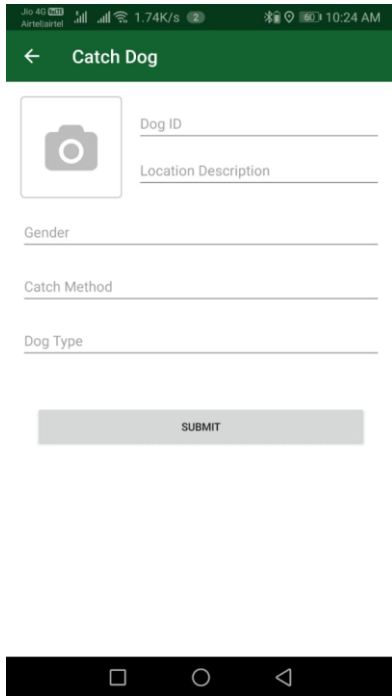 Jio 4G VoLTE 1.74K/s 2 60 10:24 AM
Airtel|airtel
Catch Dog
Dog ID
Location Description
Gender
Catch Method
Dog Type
SUBMIT